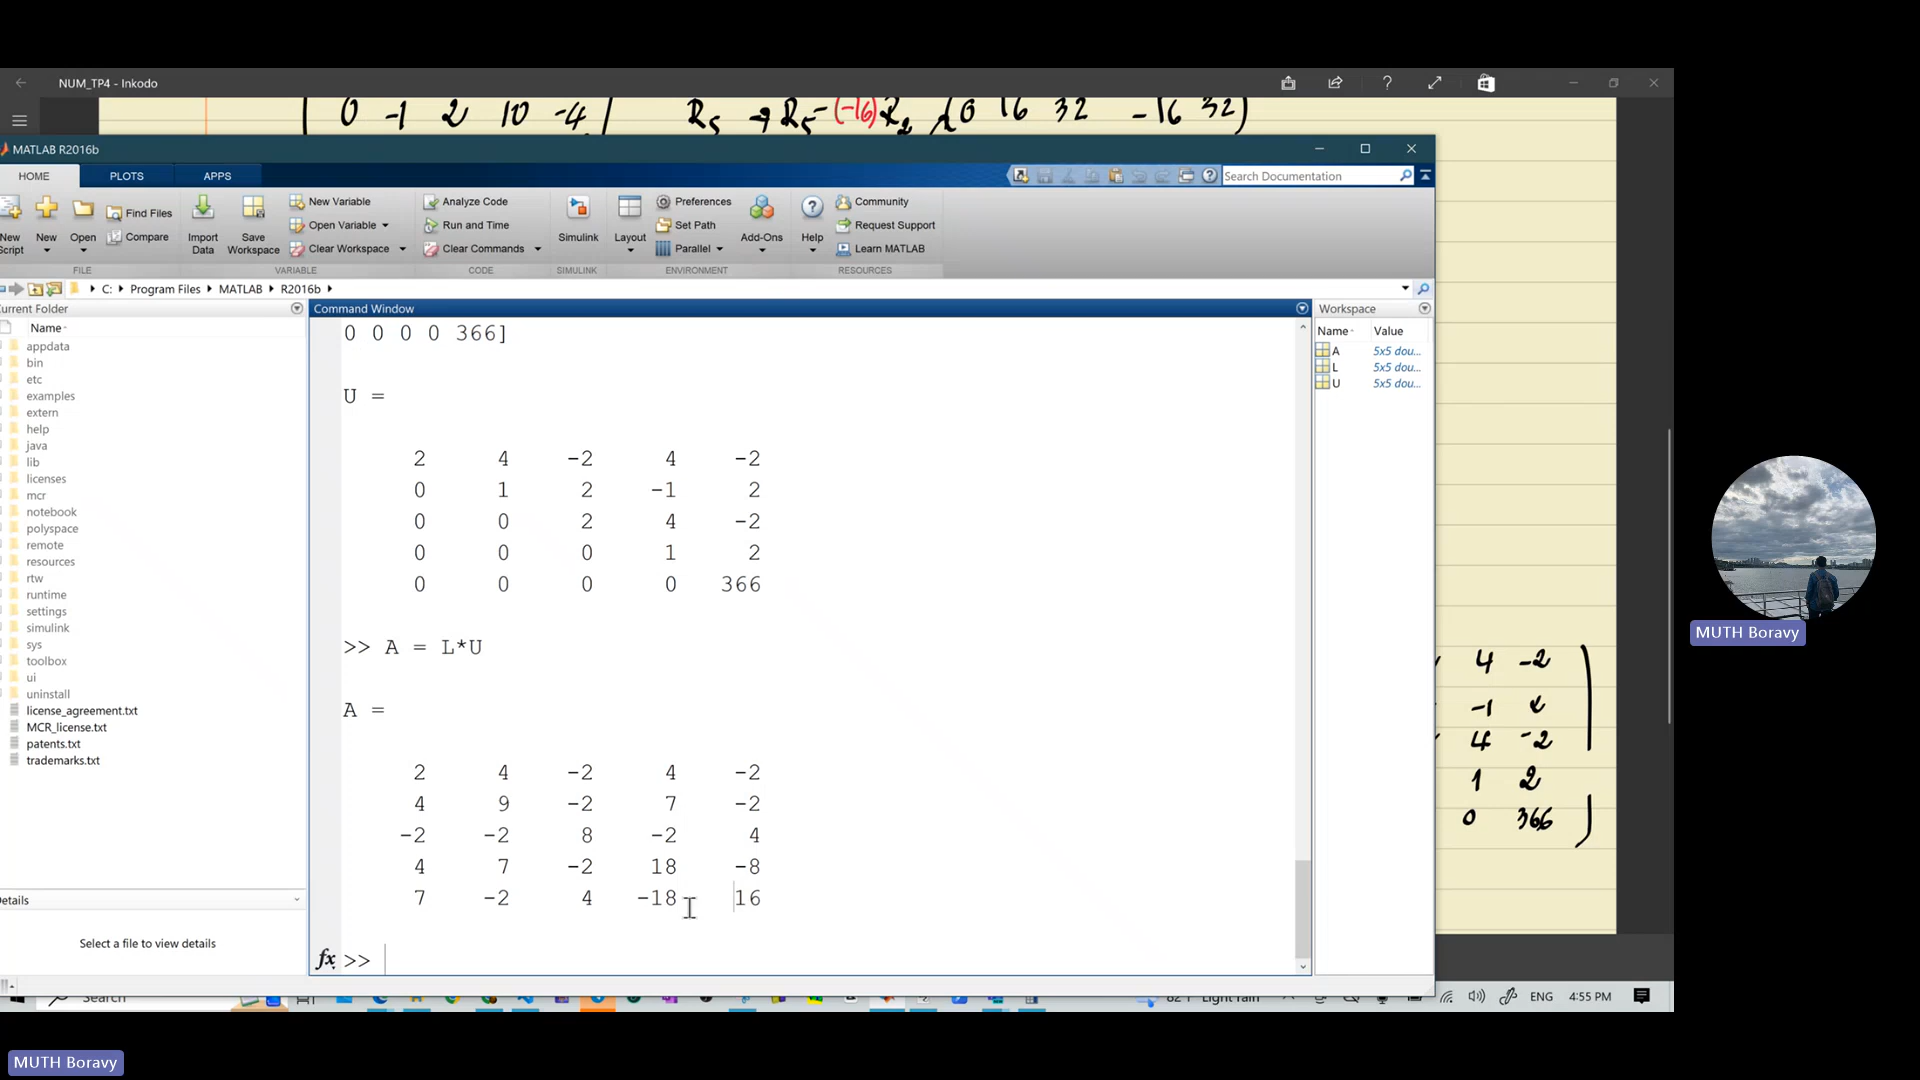 NUM_TP4 - Inkodo
0 -1 2 10 -4
R5 → R5 - (-16)R2
0 16 32 -16 32)
MATLAB R2016b
HOME PLOTS APPS
Search Documentation
New Script
New
Open
Find Files
Compare
FILE
Import Data
Save Workspace
New Variable
Open Variable
Clear Workspace
VARIABLE
Analyze Code
Run and Time
Clear Commands
CODE
Simulink
SIMULINK
Layout
Preferences
Set Path
Parallel
Add-Ons
ENVIRONMENT
Help
Community
Request Support
Learn MATLAB
RESOURCES
C: Program Files MATLAB R2016b
urrent Folder
Name
appdata
bin
etc
examples
extern
help
java
lib
licenses
mcr
notebook
polyspace
remote
resources
rtw
runtime
settings
simulink
sys
toolbox
ui
uninstall
license_agreement.txt
MCR_license.txt
patents.txt
trademarks.txt
etails
Select a file to view details
Command Window
0 0 0 0 366]
U =
2 4 -2 4 -2
0 1 2 -1 2
0 0 2 4 -2
0 0 0 1 2
0 0 0 0 366
>> A = L*U
A =
2 4 -2 4 -2
4 9 -2 7 -2
-2 -2 8 -2 4
4 7 -2 18 -8
7 -2 4 -18 16
fx >>
Workspace
Name Value
A 5x5 dou...
L 5x5 dou...
U 5x5 dou...
4 -2
-1 2
4 -2
1 2
0 366
Search
82° Light rain
ENG
4:55 PM
MUTH Boravy
MUTH Boravy